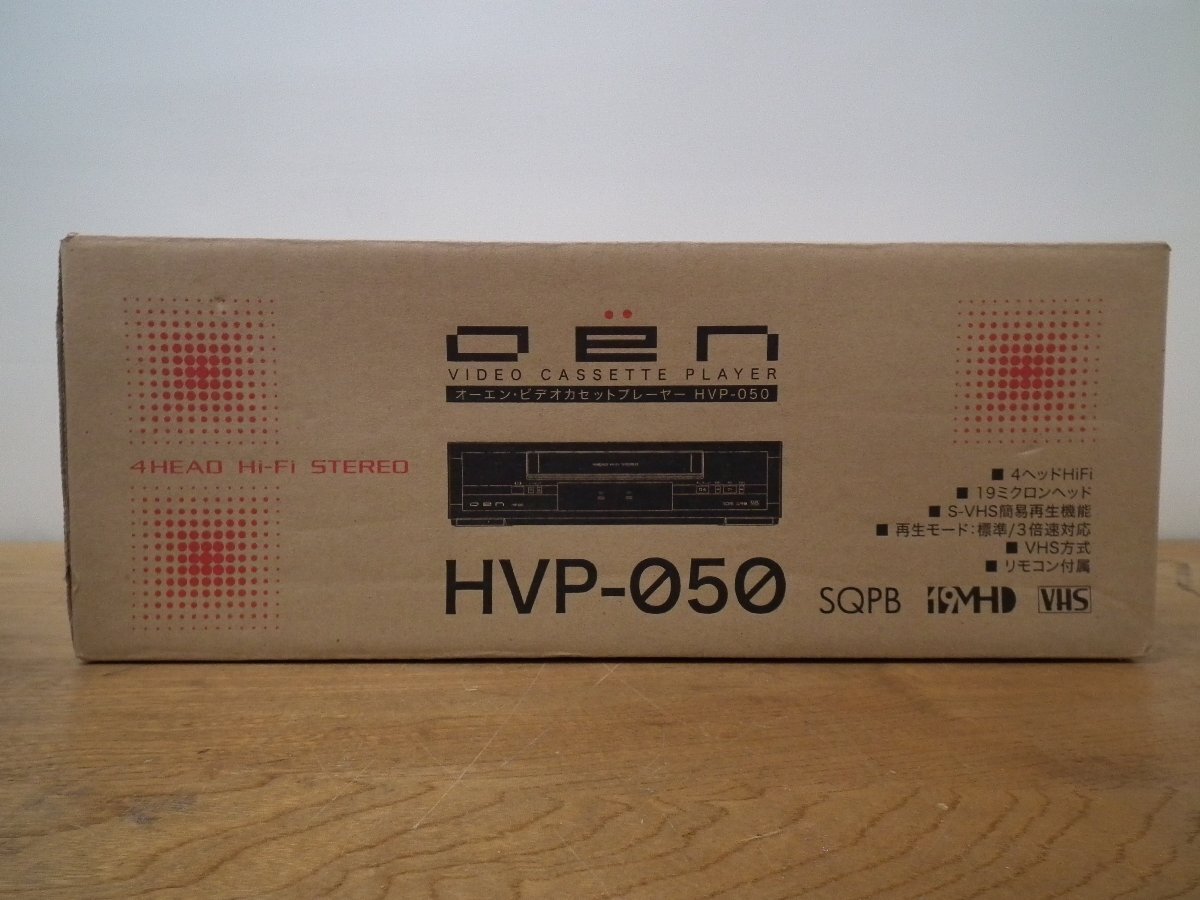 oën
VIDEO CASSETTE PLAYER
オーエン・ビデオカセットプレーヤー HVP-050
4HEAD Hi-Fi STEREO
oën
HVP-050
■ 4ヘッドHiFi
■ 19ミクロンヘッド
■ S-VHS簡易再生機能
■ 再生モード:標準/3倍速対応
■ VHS方式
■ リモコン付属
SQPB 19MHD VHS